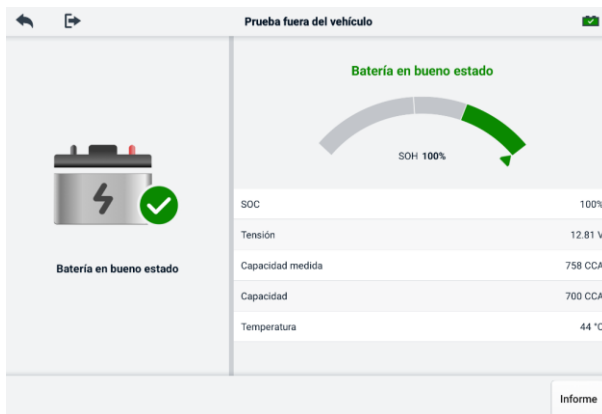 Prueba fuera del vehículo
Batería en bueno estado
SOH 100%
Batería en bueno estado
SOC 100%
Tensión 12.81 V
Capacidad medida 758 CCA
Capacidad 700 CCA
Temperatura 44 °C
Informe